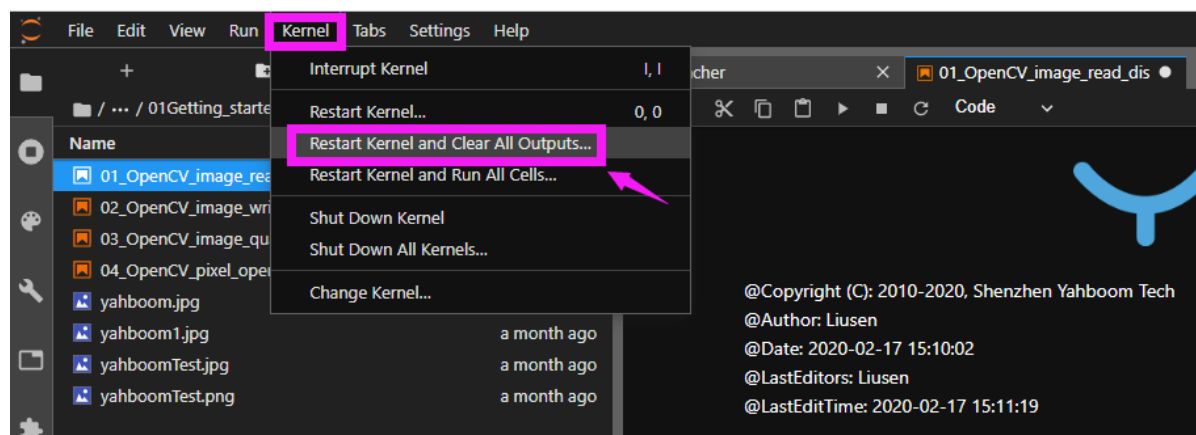 File Edit View Run Kernel Tabs Settings Help
Interrupt Kernel I, I
Restart Kernel... 0, 0
Restart Kernel and Clear All Outputs...
Restart Kernel and Run All Cells...
Shut Down Kernel
Shut Down All Kernels...
Change Kernel...
/ ··· / 01Getting_starte
Name
01_OpenCV_image_rea
02_OpenCV_image_wri
03_OpenCV_image_qu
04_OpenCV_pixel_oper
yahboom.jpg
yahboom1.jpg a month ago
yahboomTest.jpg a month ago
yahboomTest.png a month ago
cher 01_OpenCV_image_read_dis
Code
@Copyright (C): 2010-2020, Shenzhen Yahboom Tech
@Author: Liusen
@Date: 2020-02-17 15:10:02
@LastEditors: Liusen
@LastEditTime: 2020-02-17 15:11:19